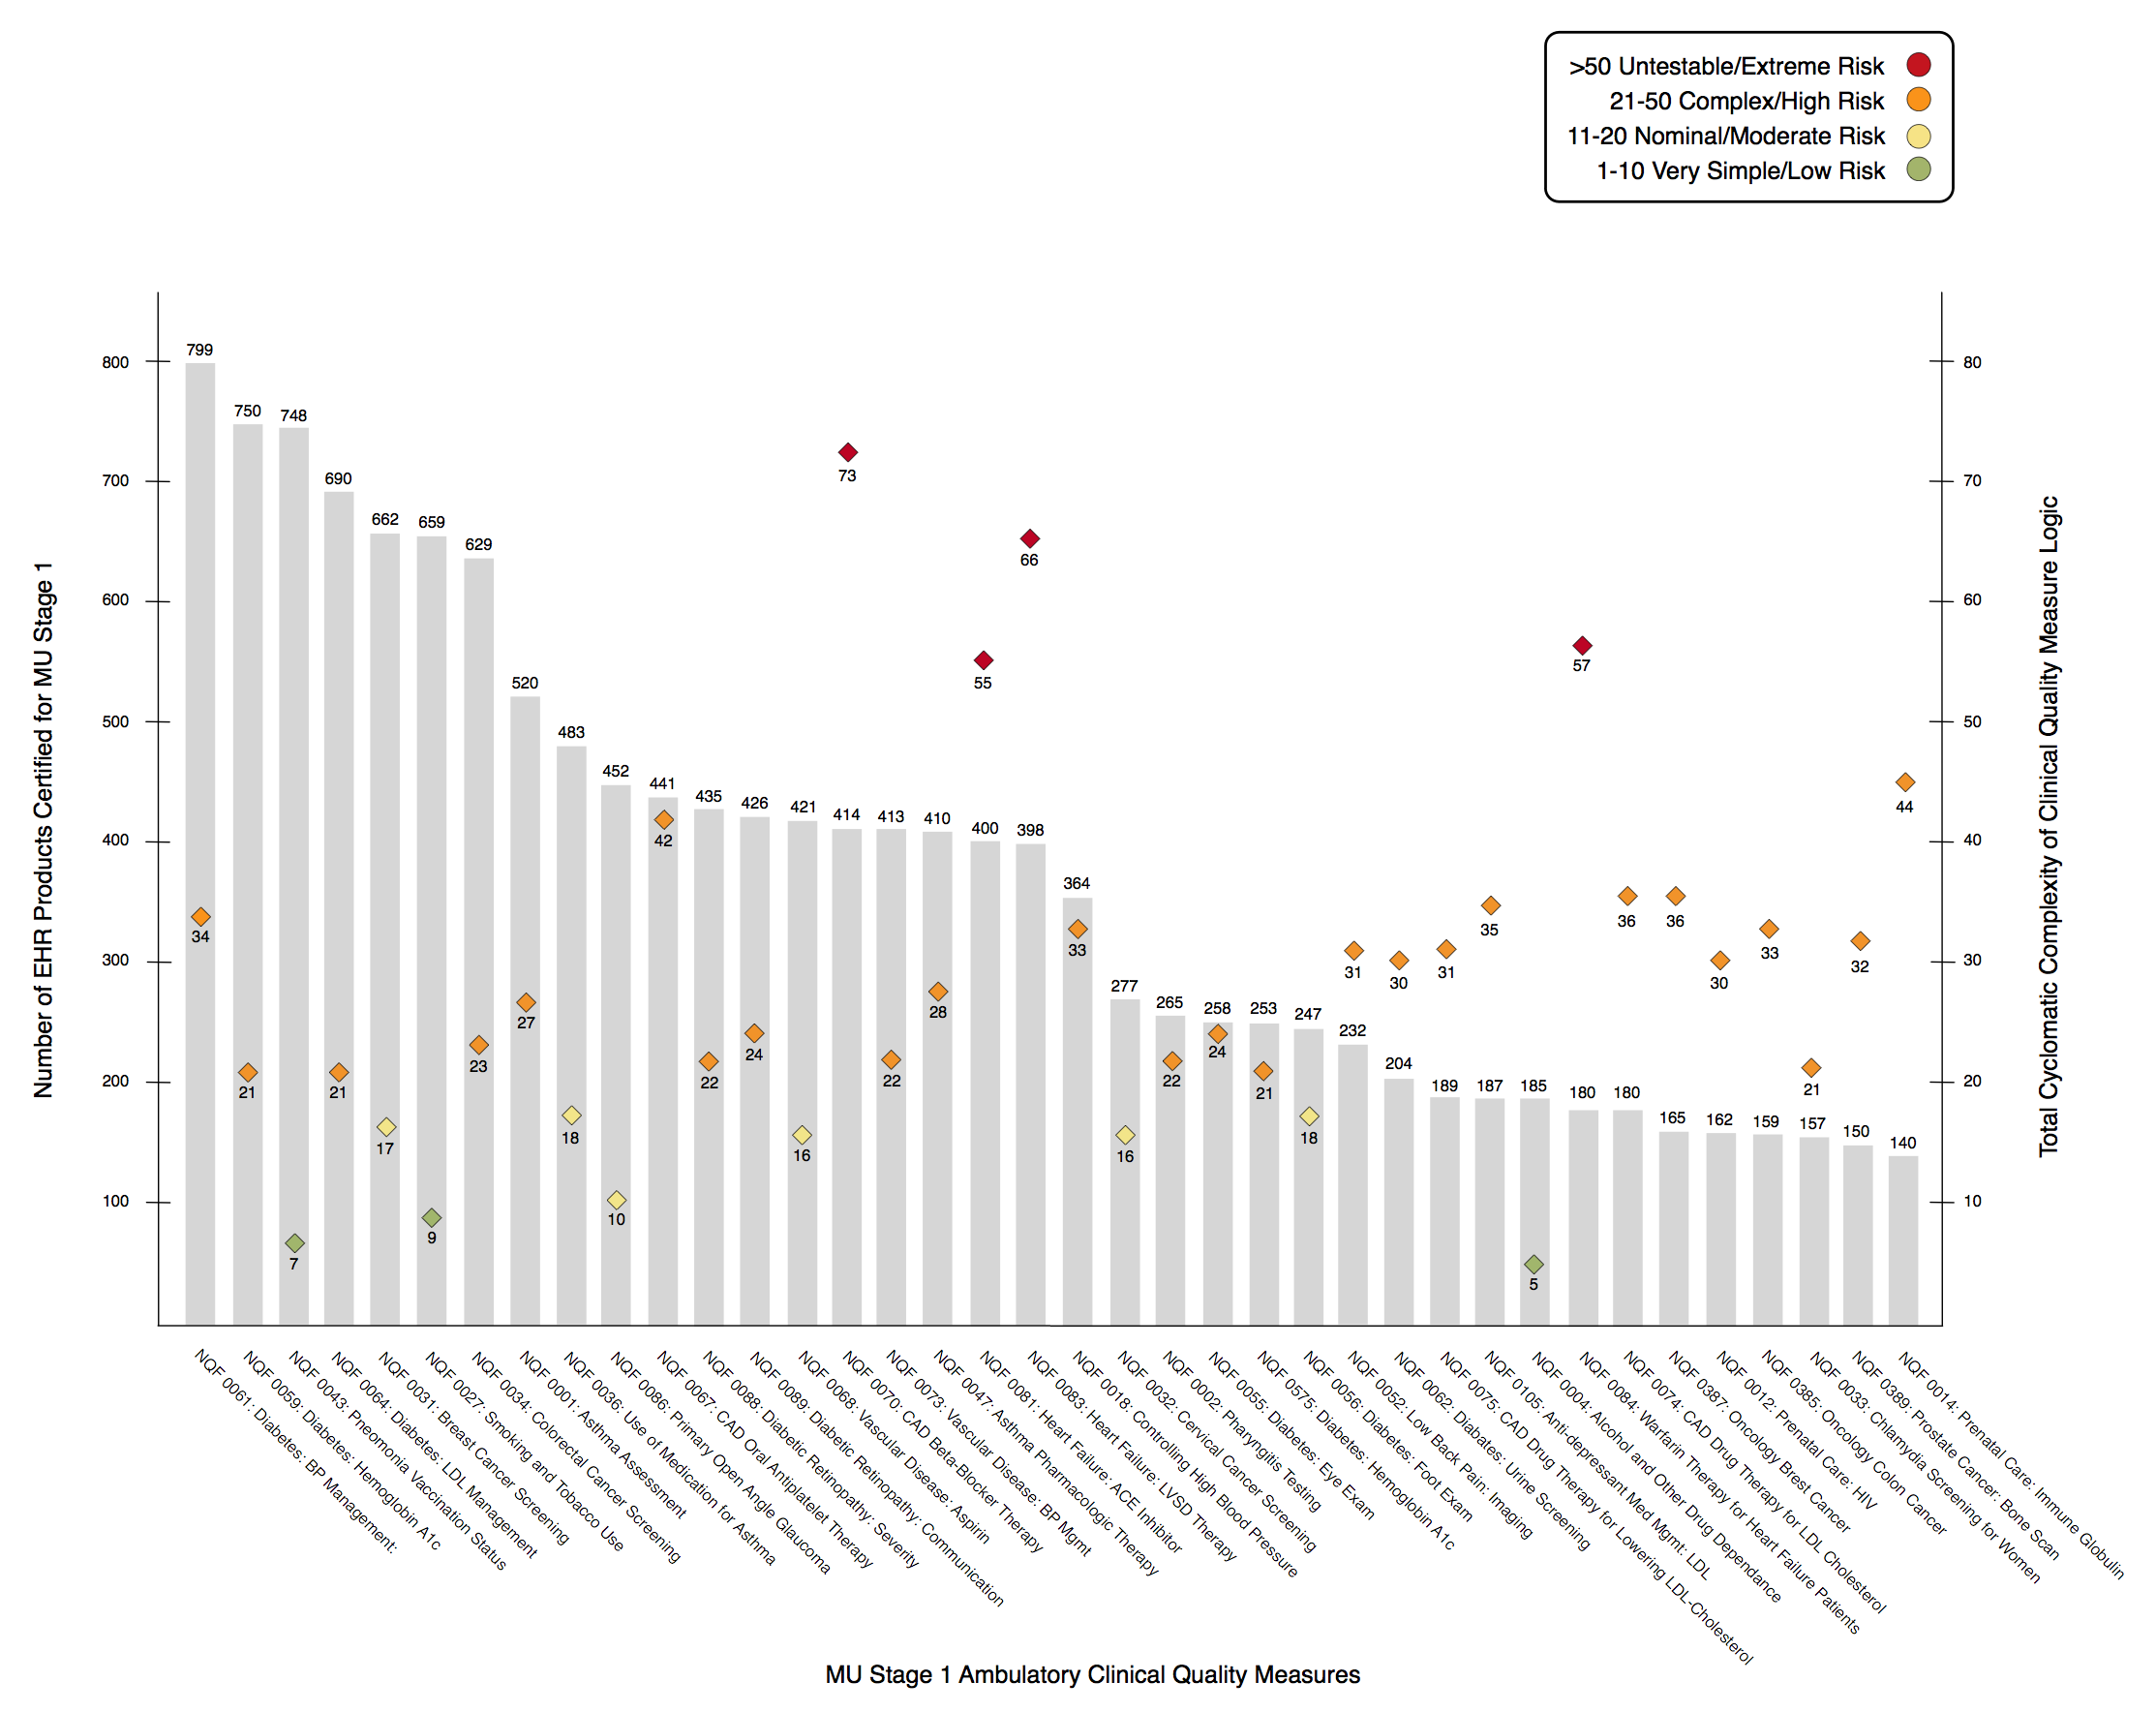 >50 Untestable/Extreme Risk
21-50 Complex/High Risk
11-20 Nominal/Moderate Risk
1-10 Very Simple/Low Risk
Number of EHR Products Certified for MU Stage 1
800
700
600
500
400
300
200
100
799
750
748
690
662
659
629
520
483
452
441
435
426
421
414
413
410
400
398
364
277
265
258
253
247
232
204
189
187
185
180
180
165
162
159
157
150
140
34
21
7
21
17
9
23
27
18
10
42
22
24
16
73
22
28
55
66
33
16
22
24
21
18
31
30
31
35
5
57
36
36
30
33
21
32
44
80
70
60
50
40
30
20
10
Total Cyclomatic Complexity of Clinical Quality Measure Logic
NQF 0061: Diabetes: BP Management:
NQF 0059: Diabetes: Hemoglobin A1c
NQF 0043: Pneomonia Vaccination Status
NQF 0064: Diabetes: LDL Management
NQF 0031: Breast Cancer Screening
NQF 0027: Smoking and Tobacco Use
NQF 0034: Colorectal Cancer Screening
NQF 0001: Asthma Assessment
NQF 0036: Use of Medication for Asthma
NQF 0086: Primary Open Angle Glaucoma
NQF 0067: CAD Oral Antiplatelet Therapy
NQF 0088: Diabetic Retinopathy: Severity
NQF 0089: Diabetic Retinopathy: Communication
NQF 0068: Vascular Disease: Aspirin
NQF 0070: CAD Beta-Blocker Therapy
NQF 0073: Vascular Disease: BP Mgmt
NQF 0047: Asthma Pharmacologic Therapy
NQF 0081: Heart Failure: ACE Inhibitor
NQF 0083: Heart Failure: LVSD Therapy
NQF 0018: Controlling High Blood Pressure
NQF 0032: Cervical Cancer Screening
NQF 0002: Pharyngitis Testing
NQF 0055: Diabetes: Eye Exam
NQF 0575: Diabetes: Hemoglobin A1c
NQF 0056: Diabetes: Foot Exam
NQF 0052: Low Back Pain: Imaging
NQF 0062: Diabates: Urine Screening
NQF 0075: CAD Drug Therapy for Lowering LDL-Cholesterol
NQF 0105: Anti-depressant Med Mgmt: LDL
NQF 0004: Alcohol and Other Drug Dependance
NQF 0084: Warfarin Therapy for Heart Failure Patients
NQF 0074: CAD Drug Therapy for LDL Cholesterol
NQF 0387: Oncology Breast Cancer
NQF 0012: Prenatal Care: HIV
NQF 0385: Oncology Colon Cancer
NQF 0033: Chlamydia Screening for Women
NQF 0389: Prostate Cancer: Bone Scan
NQF 0014: Prenatal Care: Immune Globulin
MU Stage 1 Ambulatory Clinical Quality Measures